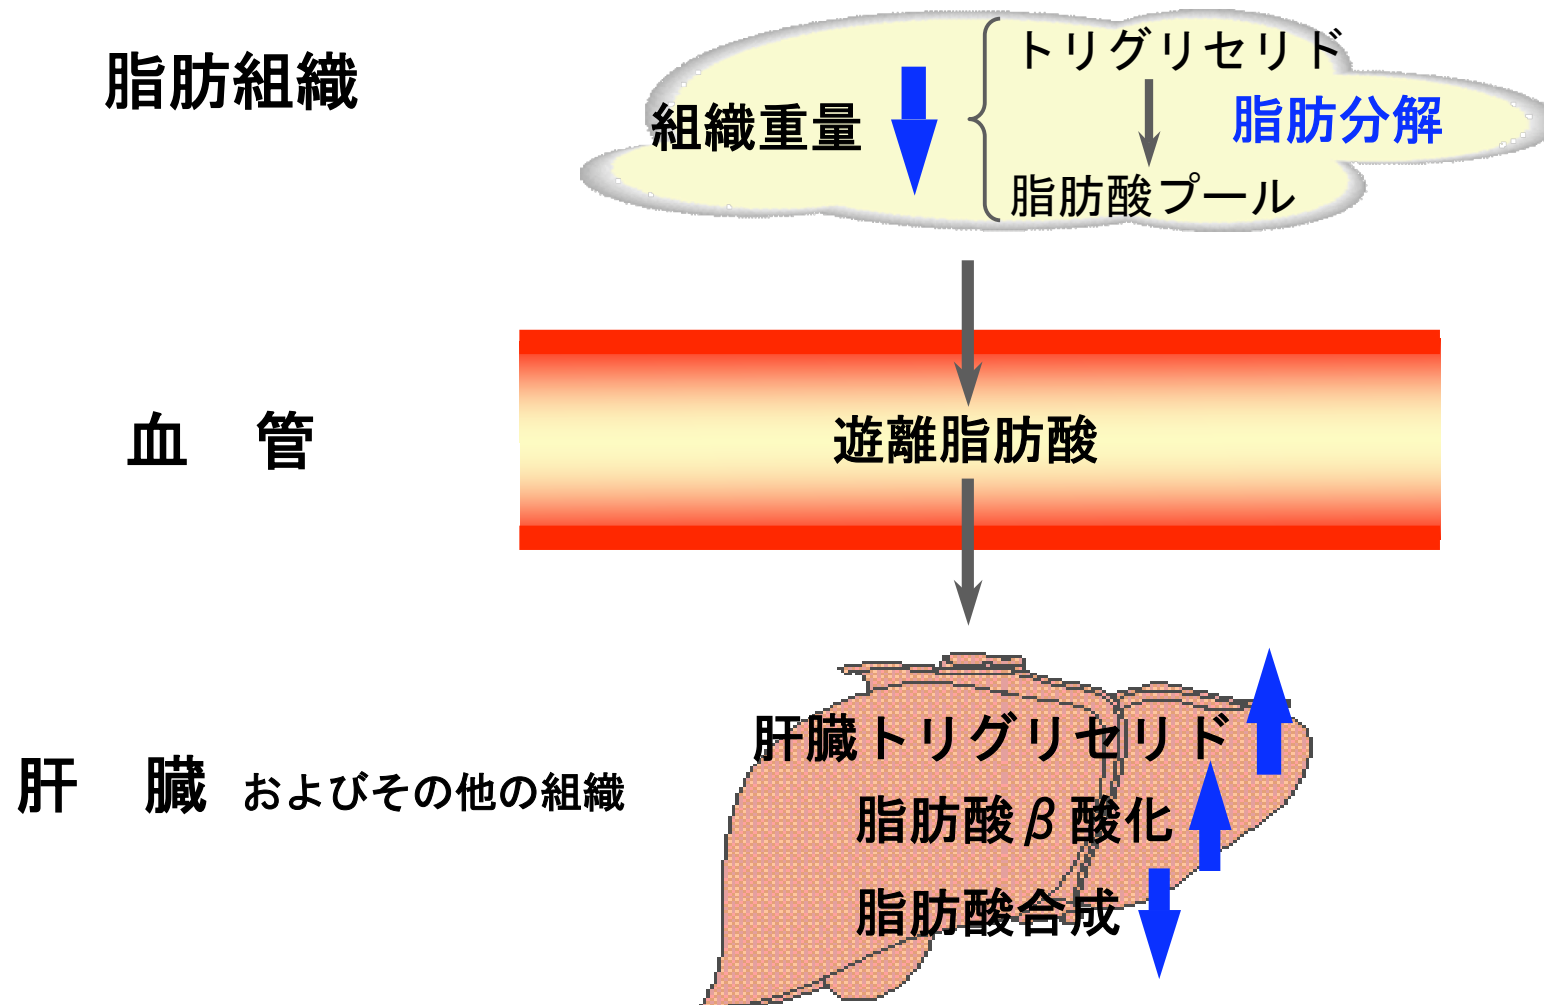 脂肪組織
トリグリセリド
組織重量
脂肪分解
脂肪酸プール
血　管
遊離脂肪酸
肝臓トリグリセリド
肝　臓 およびその他の組織
脂肪酸β酸化
脂肪酸合成